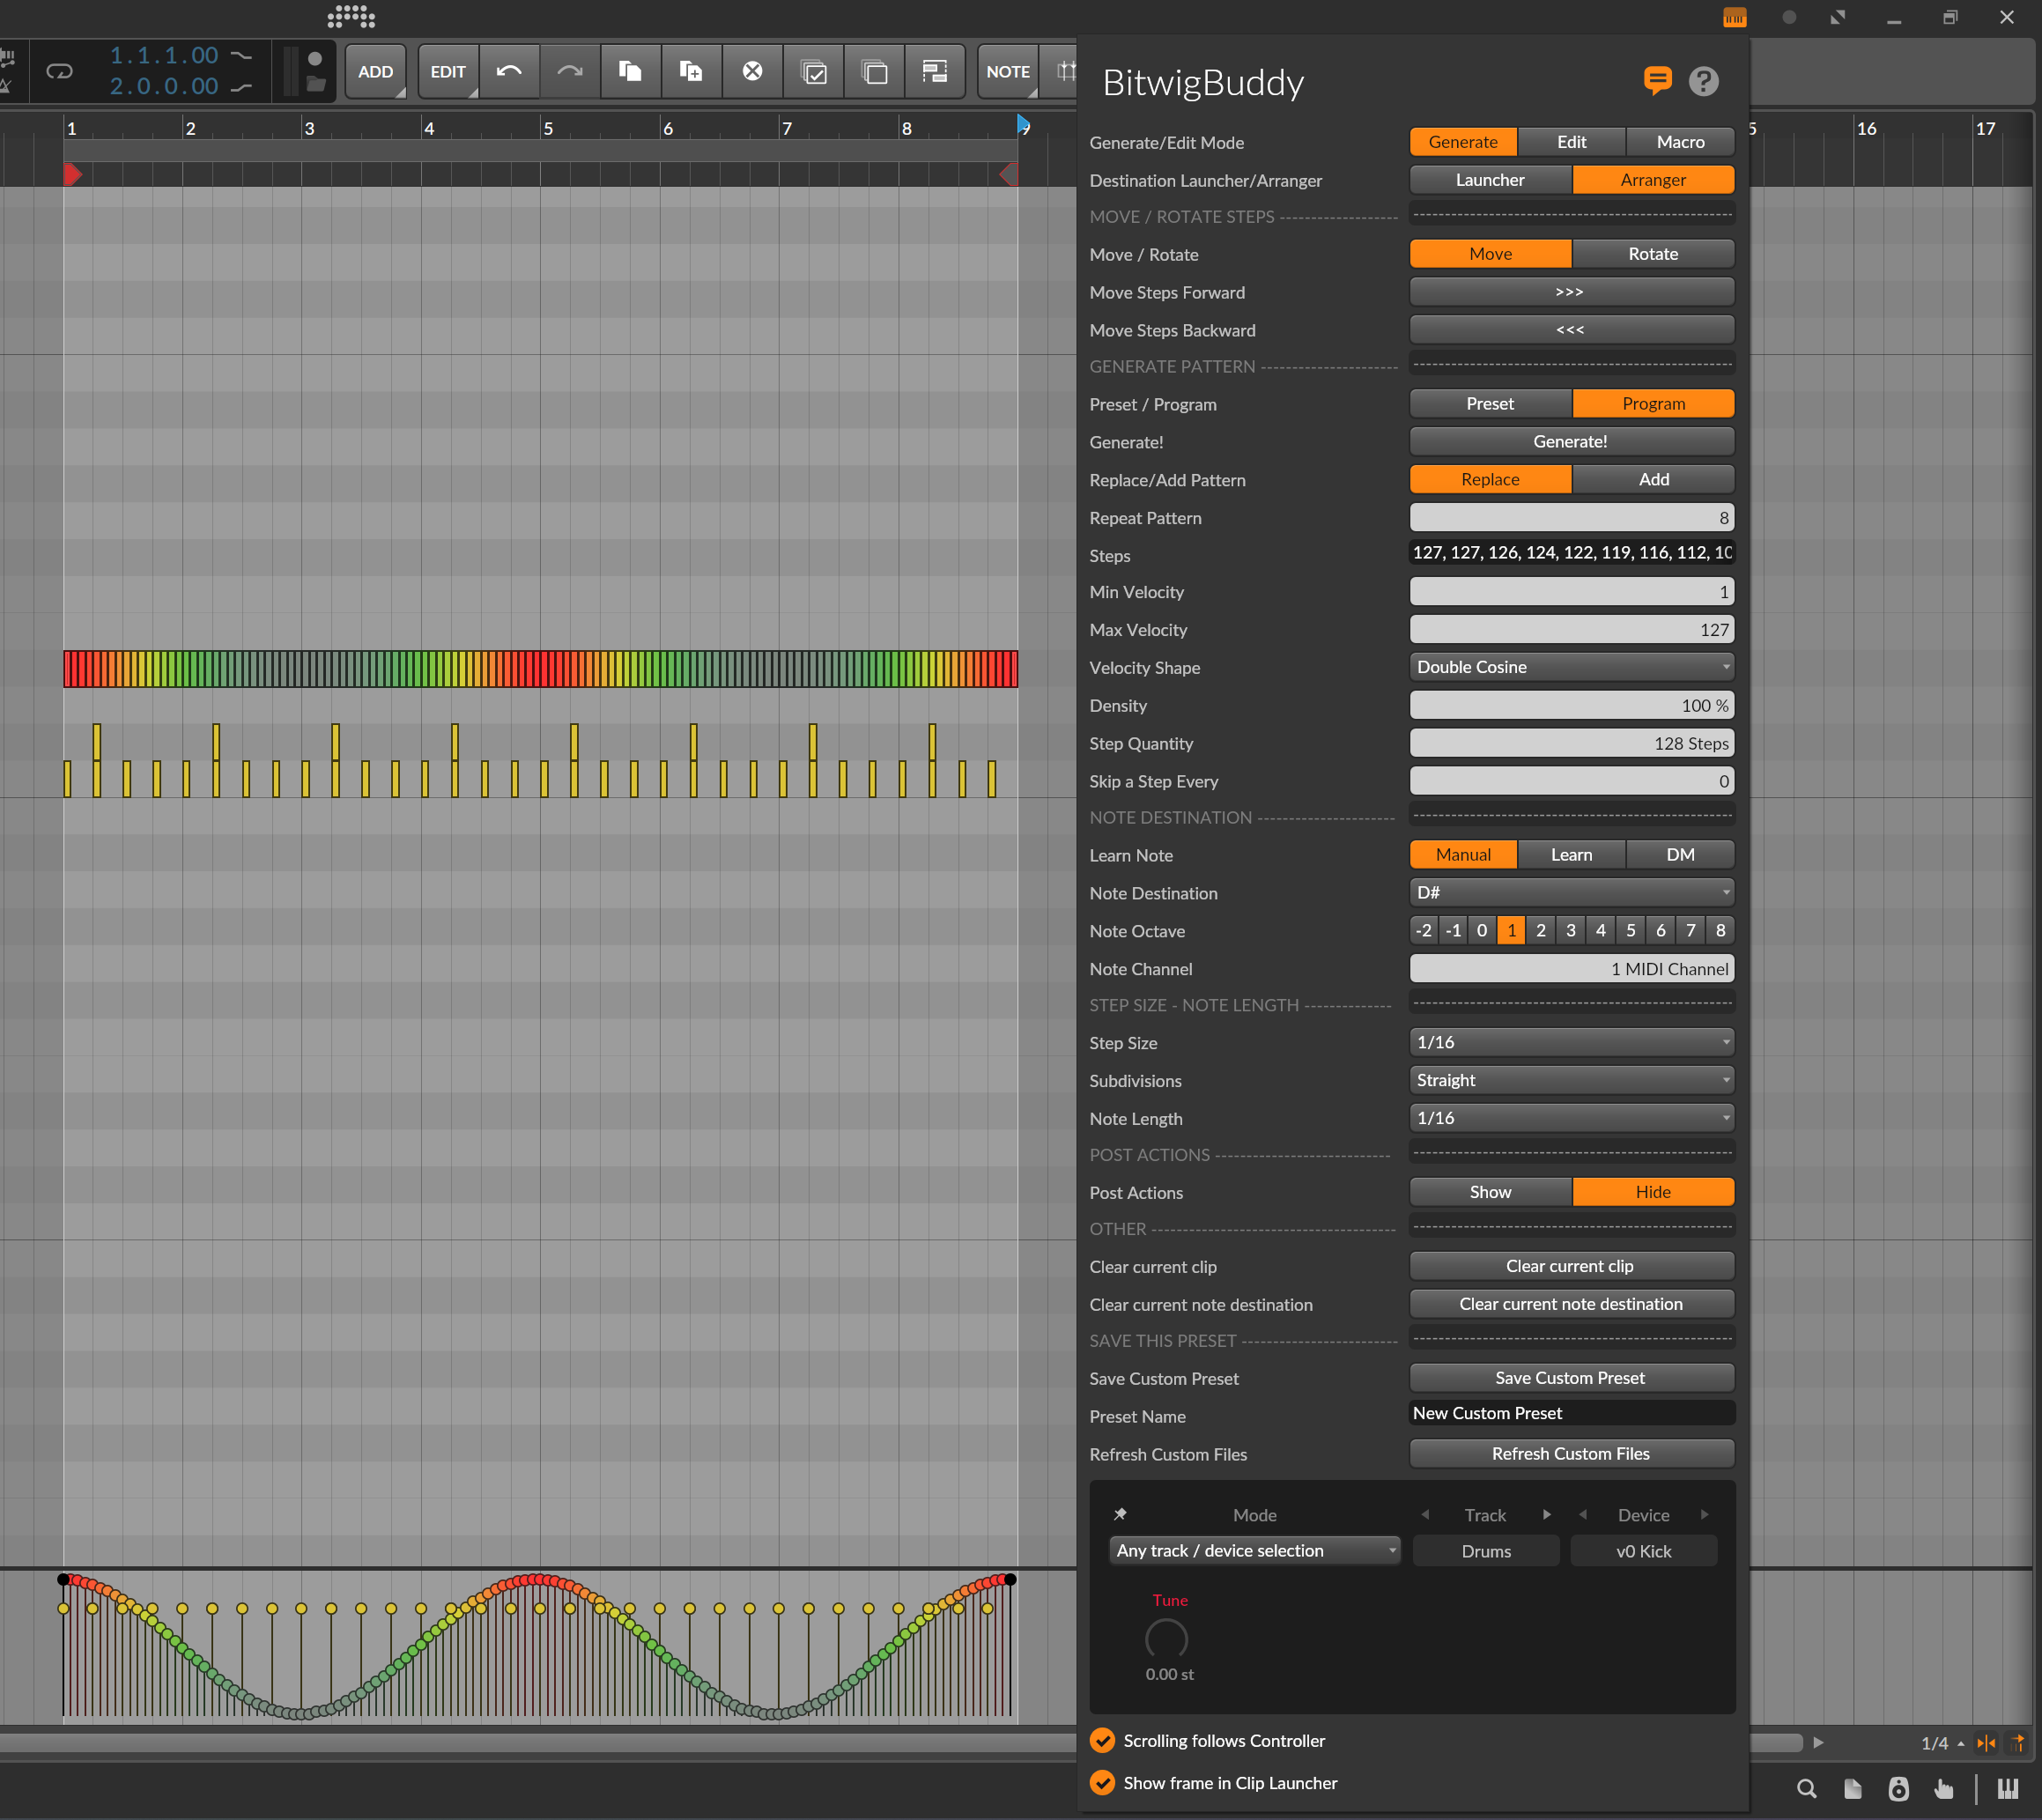 1.1.1.00
2.0.0.00
ADD
EDIT
NOTE
1 2 3 4 5 6 7 8 9
16 17
BitwigBuddy
Generate/Edit Mode Generate Edit Macro
Destination Launcher/Arranger Launcher Arranger
MOVE / ROTATE STEPS -------------------- ------------------------------------------------
Move / Rotate Move Rotate
Move Steps Forward >>>
Move Steps Backward <<<
GENERATE PATTERN ----------------------- ------------------------------------------------
Preset / Program Preset Program
Generate! Generate!
Replace/Add Pattern Replace Add
Repeat Pattern 8
Steps 127, 127, 126, 124, 122, 119, 116, 112, 10
Min Velocity 1
Max Velocity 127
Velocity Shape Double Cosine
Density 100 %
Step Quantity 128 Steps
Skip a Step Every 0
NOTE DESTINATION ----------------------- ------------------------------------------------
Learn Note Manual Learn DM
Note Destination D#
Note Octave -2 -1 0 1 2 3 4 5 6 7 8
Note Channel 1 MIDI Channel
STEP SIZE - NOTE LENGTH -------------- ------------------------------------------------
Step Size 1/16
Subdivisions Straight
Note Length 1/16
POST ACTIONS ---------------------------- ------------------------------------------------
Post Actions Show Hide
OTHER --------------------------------------- ------------------------------------------------
Clear current clip Clear current clip
Clear current note destination Clear current note destination
SAVE THIS PRESET ------------------------- ------------------------------------------------
Save Custom Preset Save Custom Preset
Preset Name New Custom Preset
Refresh Custom Files Refresh Custom Files
Mode Track Device
Any track / device selection Drums v0 Kick
Tune
0.00 st
Scrolling follows Controller
Show frame in Clip Launcher
1/4